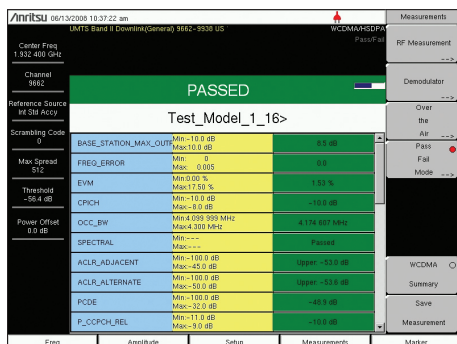 Anritsu 06/13/2008 10:37:22 am
UMTS Band II Downlink(General) 9662-9938 US
WCDMA/HSDPA
Pass/Fail
Center Freq
1.932 400 GHz
Channel
9662
Reference Source
Int Std Accy
Scrambling Code
0
Max Spread
512
Threshold
-56.4 dB
Power Offset
0.0 dB
PASSED
Test_Model_1_16>
BASE_STATION_MAX_OUTP Min:-10.0 dB Max:10.0 dB 8.5 dB
FREQ_ERROR Min: 0 Max: 0.005 0.0
EVM Min:0.00 % Max:17.50 % 1.53 %
CPICH Min:-10.0 dB Max:-8.0 dB -10.0 dB
OCC_BW Min:4.099 999 MHz Max:4.300 MHz 4.174 607 MHz
SPECTRAL Min:--- Max:--- Passed
ACLR_ADJACENT Min:-100.0 dB Max:-45.0 dB Upper: -53.0 dB
ACLR_ALTERNATE Min:-100.0 dB Max:-50.0 dB Upper: -53.6 dB
PCDE Min:-100.0 dB Max:-32.0 dB -46.9 dB
P_CCPCH_REL Min:-11.0 dB Max:-9.0 dB -10.0 dB
Measurements
RF Measurement
-->
Demodulator
-->
Over
the
Air
-->
Pass
Fail
Mode
-->
WCDMA
Summary
Save
Measurement
Freq Amplitude Setup Measurements Marker